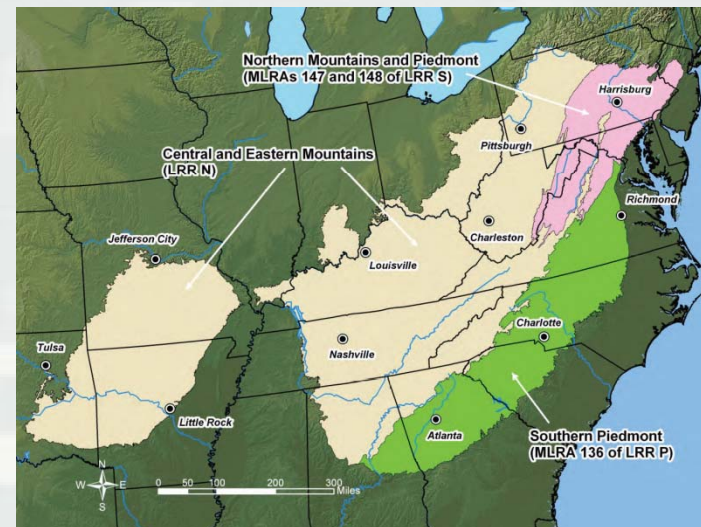 Northern Mountains and Piedmont
(MLRAs 147 and 148 of LRR S)
Harrisburg
Pittsburgh
Central and Eastern Mountains
(LRR N)
Richmond
Charleston
Jefferson City
Louisville
Charlotte
Tulsa
Nashville
Little Rock
Atlanta
Southern Piedmont
(MLRA 136 of LRR P)
N
W E
S
0 50 100 200 300
Miles